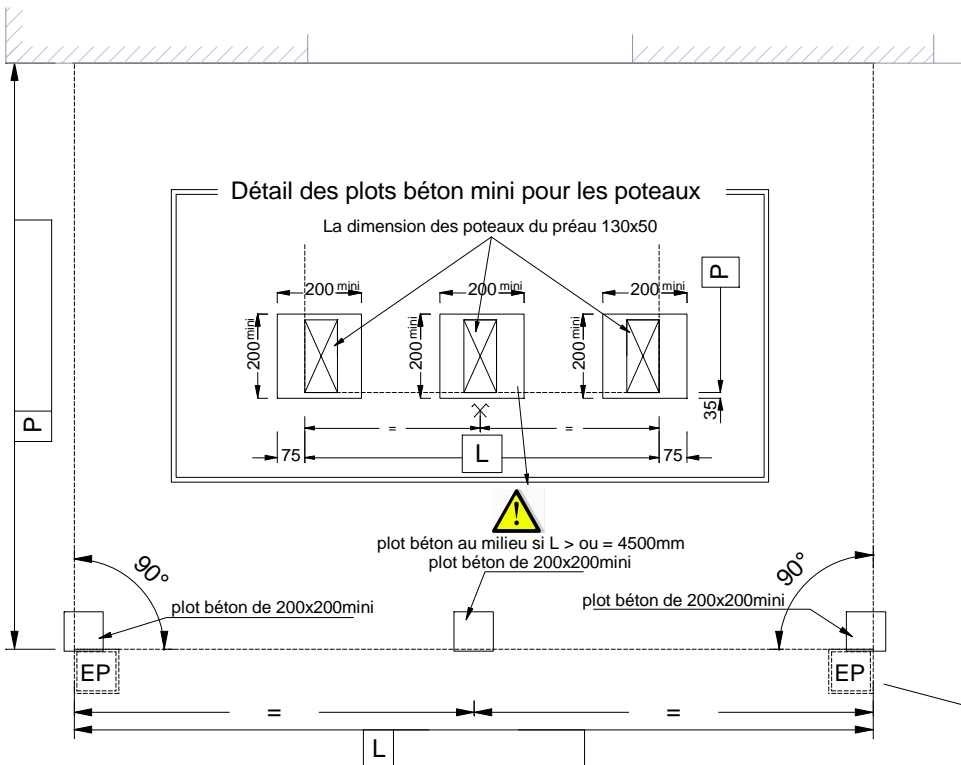 Détail des plots béton mini pour les poteaux
La dimension des poteaux du préau 130x50
P
200 mini
200 mini
200 mini
200 mini
200 mini
200 mini
35
=
=
75
L
75
P
!
plot béton au milieu si L > ou = 4500mm
plot béton de 200x200mini
90°
90°
plot béton de 200x200mini
plot béton de 200x200mini
EP
EP
=
=
L